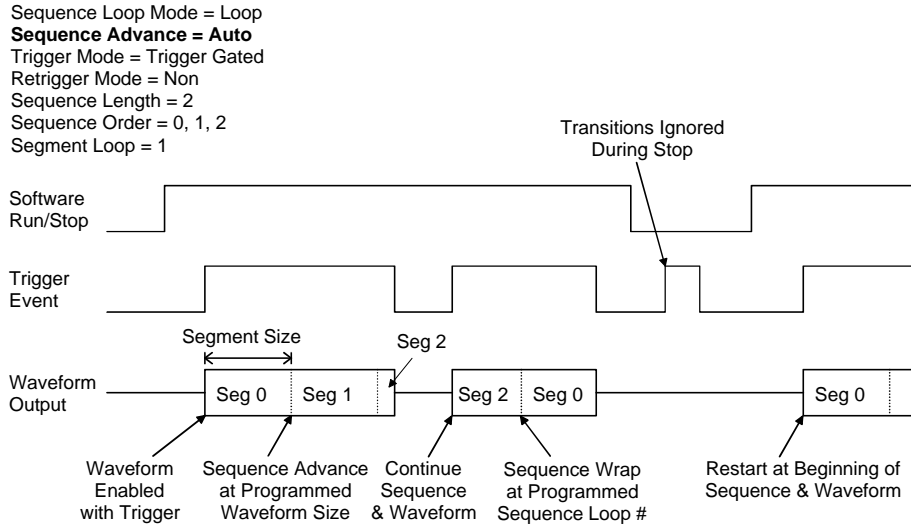 Sequence Loop Mode = Loop
Sequence Advance = Auto
Trigger Mode = Trigger Gated
Retrigger Mode = Non
Sequence Length = 2
Sequence Order = 0, 1, 2
Segment Loop = 1
Transitions Ignored
During Stop
Software
Run/Stop
Trigger
Event
Segment Size
Seg 2
Waveform
Output
Seg 0
Seg 1
Seg 2
Seg 0
Seg 0
Waveform
Enabled
with Trigger
Sequence Advance
at Programmed
Waveform Size
Continue
Sequence
& Waveform
Sequence Wrap
at Programmed
Sequence Loop #
Restart at Beginning of
Sequence & Waveform